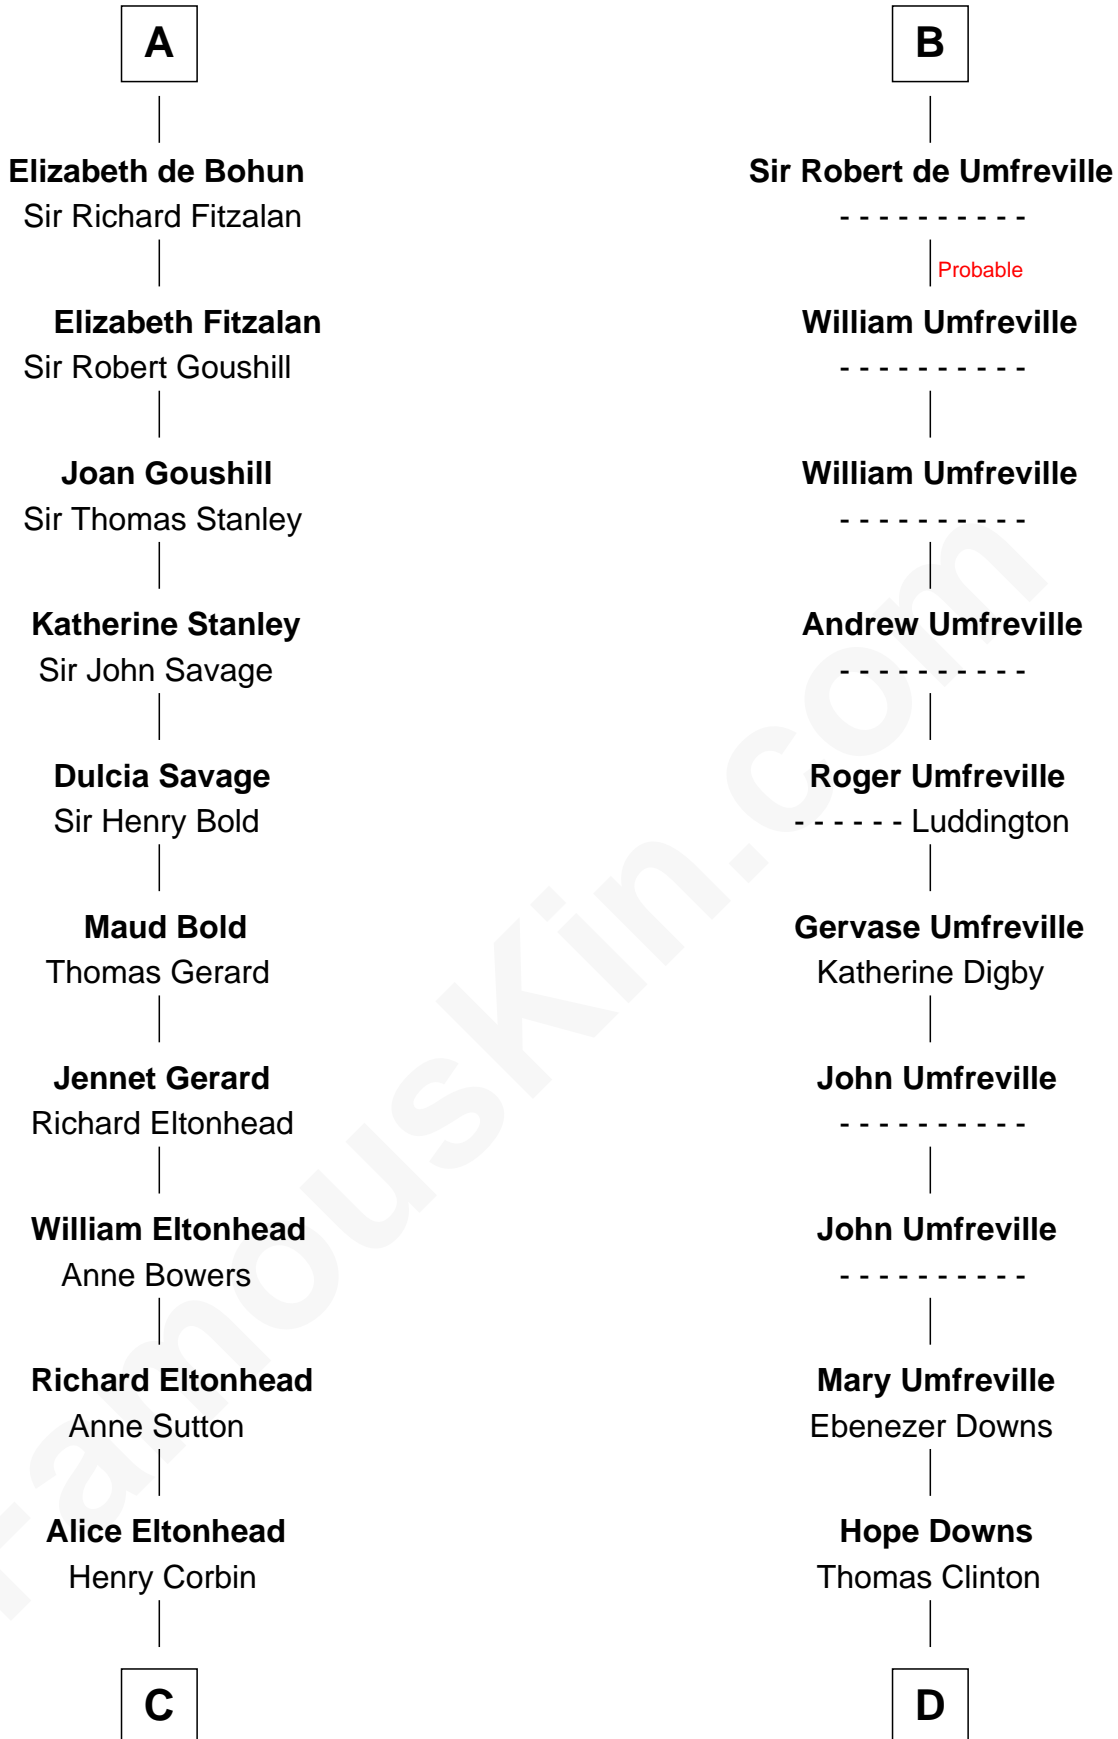 A
Elizabeth de Bohun
Sir Richard Fitzalan
Elizabeth Fitzalan
Sir Robert Goushill
Joan Goushill
Sir Thomas Stanley
Katherine Stanley
Sir John Savage
Dulcia Savage
Sir Henry Bold
Maud Bold
Thomas Gerard
Jennet Gerard
Richard Eltonhead
William Eltonhead
Anne Bowers
Richard Eltonhead
Anne Sutton
Alice Eltonhead
Henry Corbin
C
B
Sir Robert de Umfreville
- - - - - - - - - -
Probable
William Umfreville
- - - - - - - - - -
William Umfreville
- - - - - - - - - -
Andrew Umfreville
- - - - - - - - - -
Roger Umfreville
- - - - - - Luddington
Gervase Umfreville
Katherine Digby
John Umfreville
- - - - - - - - - -
John Umfreville
- - - - - - - - - -
Mary Umfreville
Ebenezer Downs
Hope Downs
Thomas Clinton
D
FamousKin.com